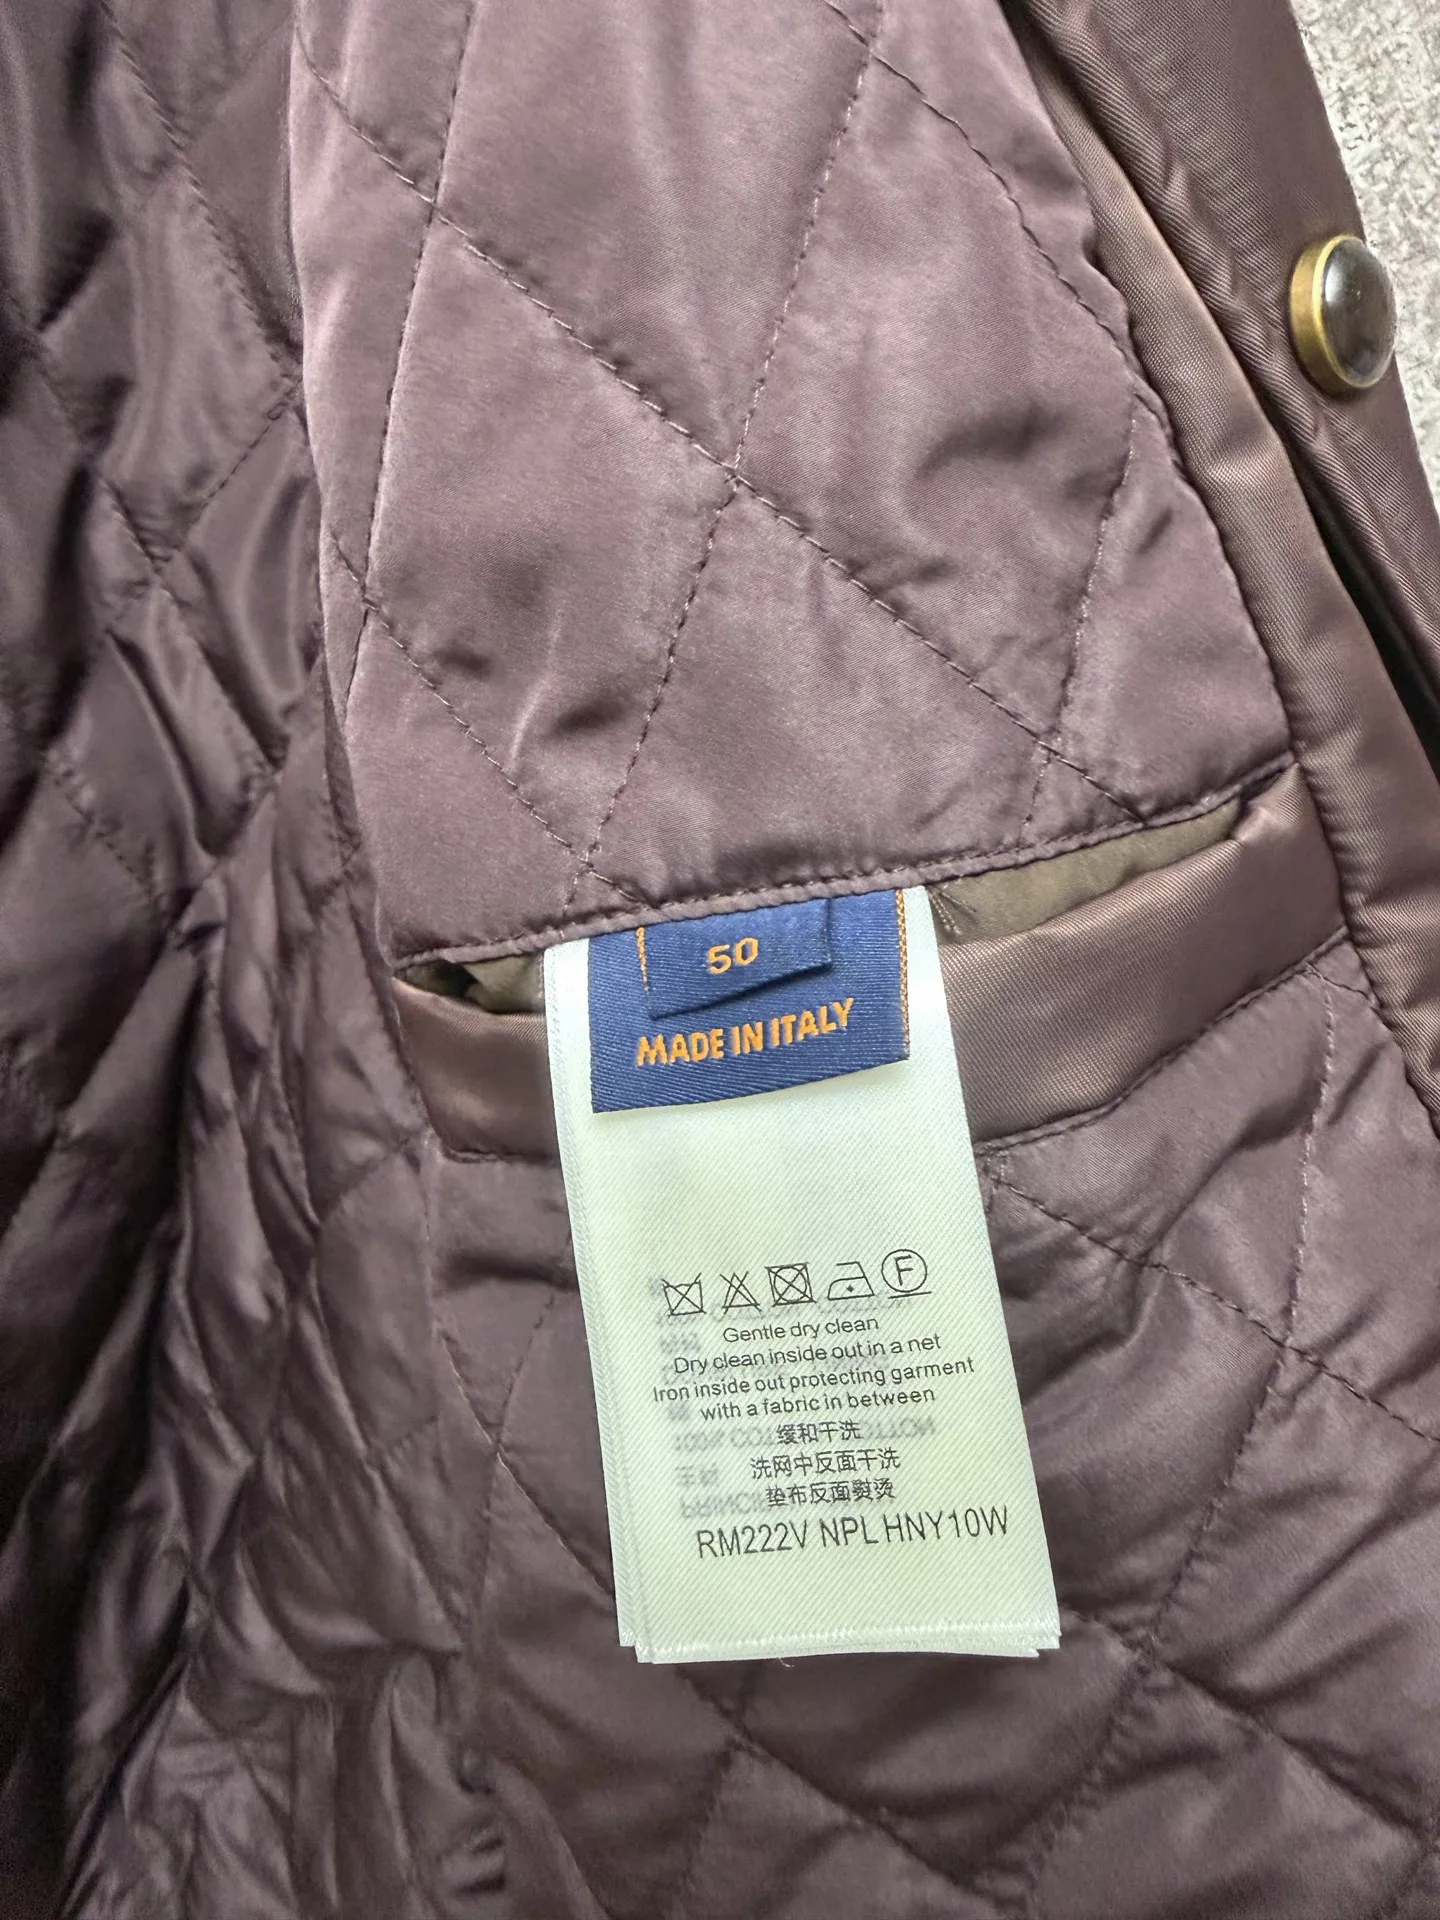 50
MADE IN ITALY
F
Gentle dry clean
Dry clean inside out in a net
Iron inside out protecting garment
with a fabric in between
缓和干洗
洗网中反面干洗
垫布反面熨烫
RM222V NPL HNY10W